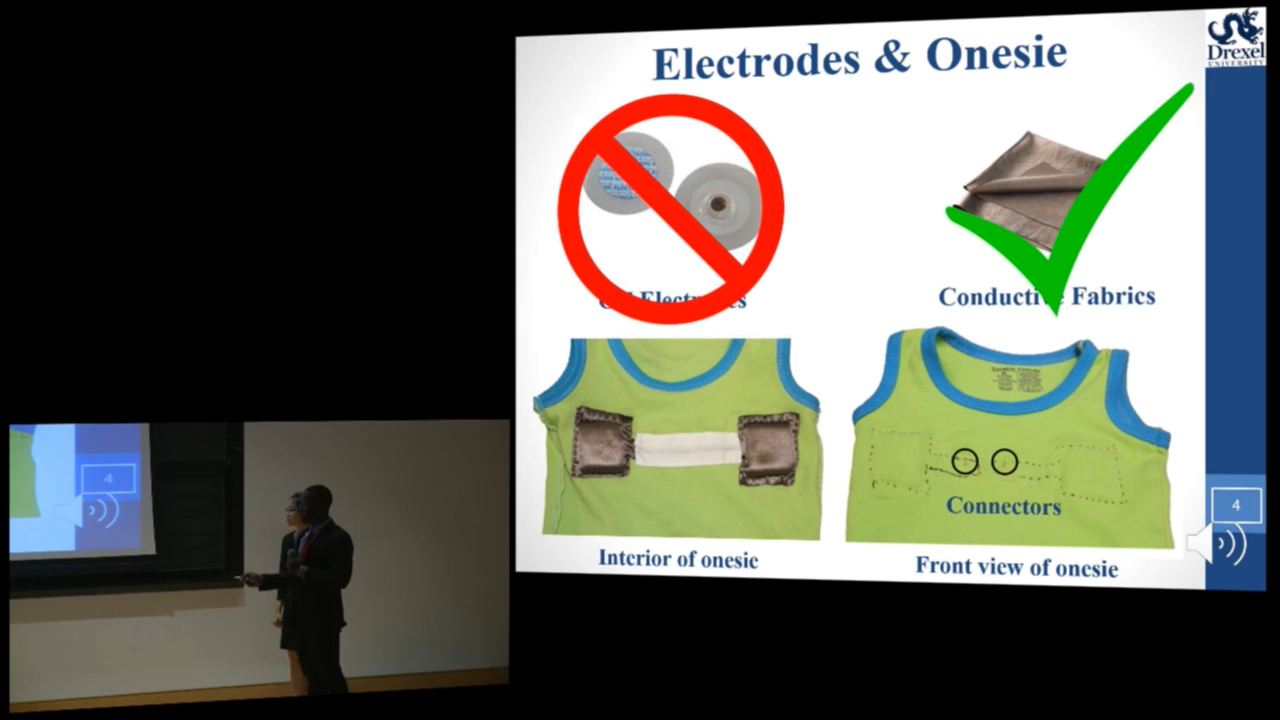 Electrodes & Onesie
Drexel
UNIVERSITY
Conductive Fabrics
Connectors
Interior of onesie
Front view of onesie
4
4